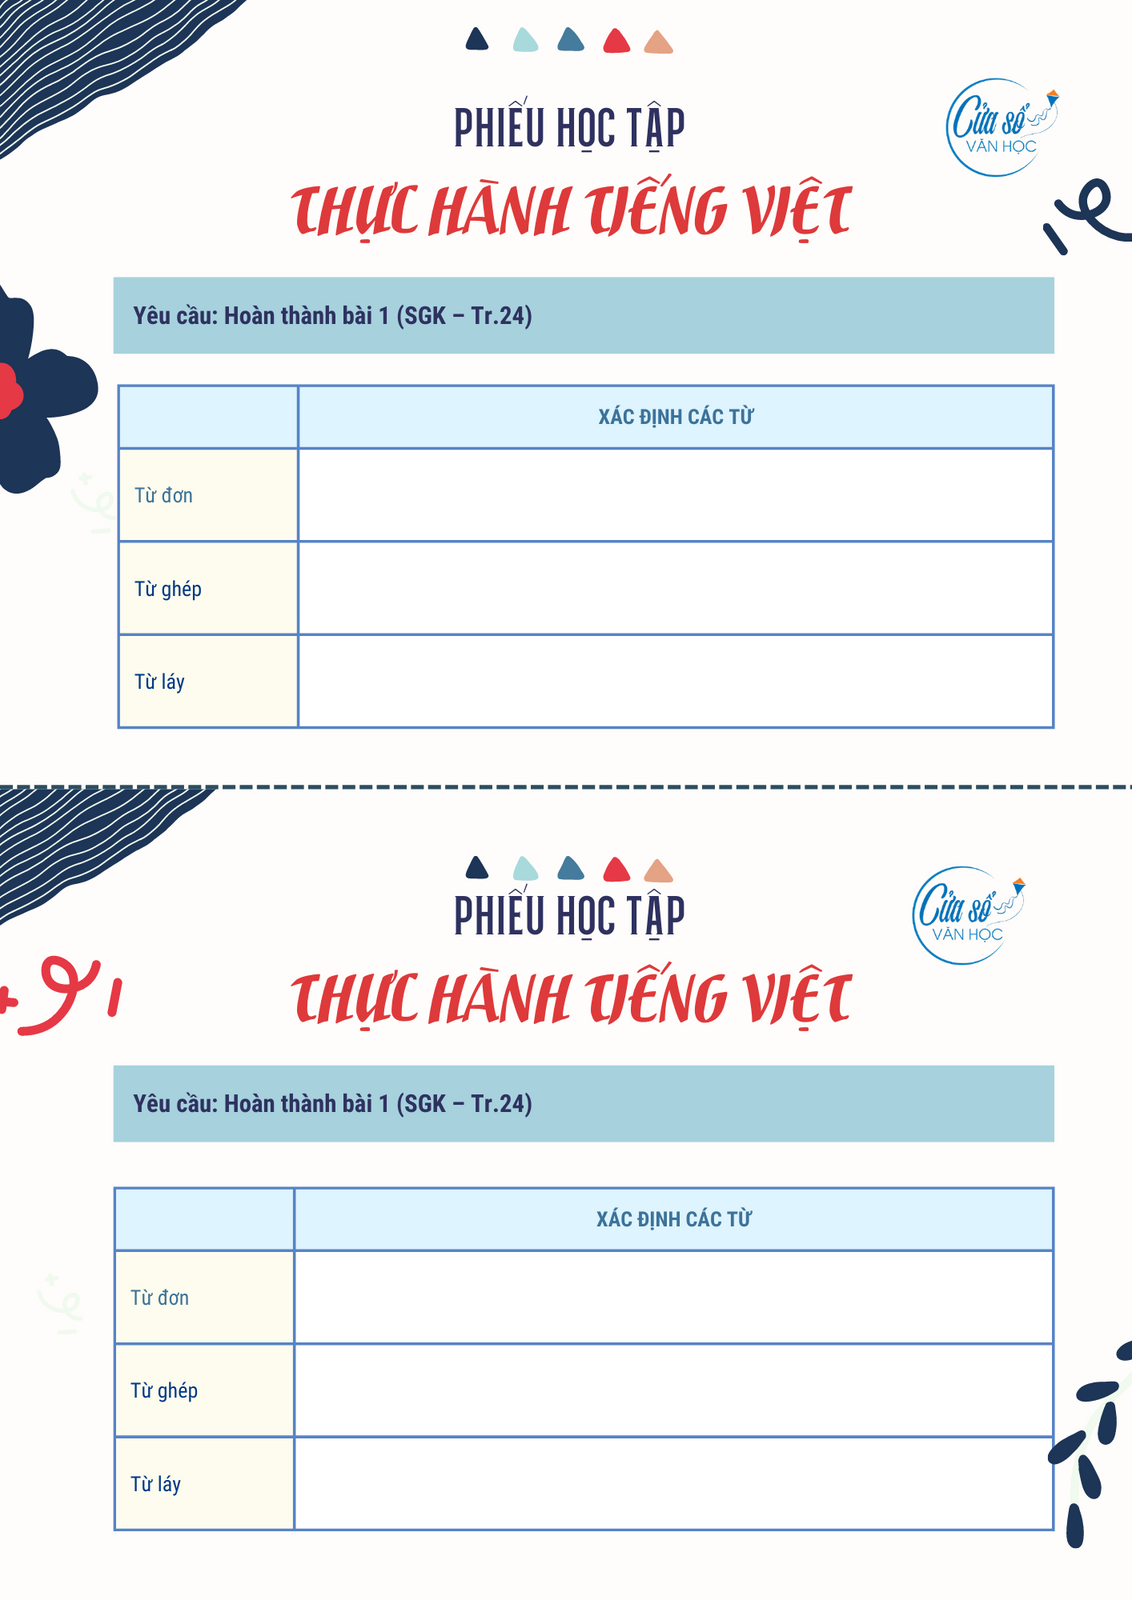 Cửa sổ
VĂN HỌC
PHIẾU HỌC TẬP
THỰC HÀNH TIẾNG VIỆT
Yêu cầu: Hoàn thành bài 1 (SGK – Tr.24)
XÁC ĐỊNH CÁC TỪ
Từ đơn
Từ ghép
Từ láy
Cửa sổ
VĂN HỌC
PHIẾU HỌC TẬP
THỰC HÀNH TIẾNG VIỆT
Yêu cầu: Hoàn thành bài 1 (SGK – Tr.24)
XÁC ĐỊNH CÁC TỪ
Từ đơn
Từ ghép
Từ láy